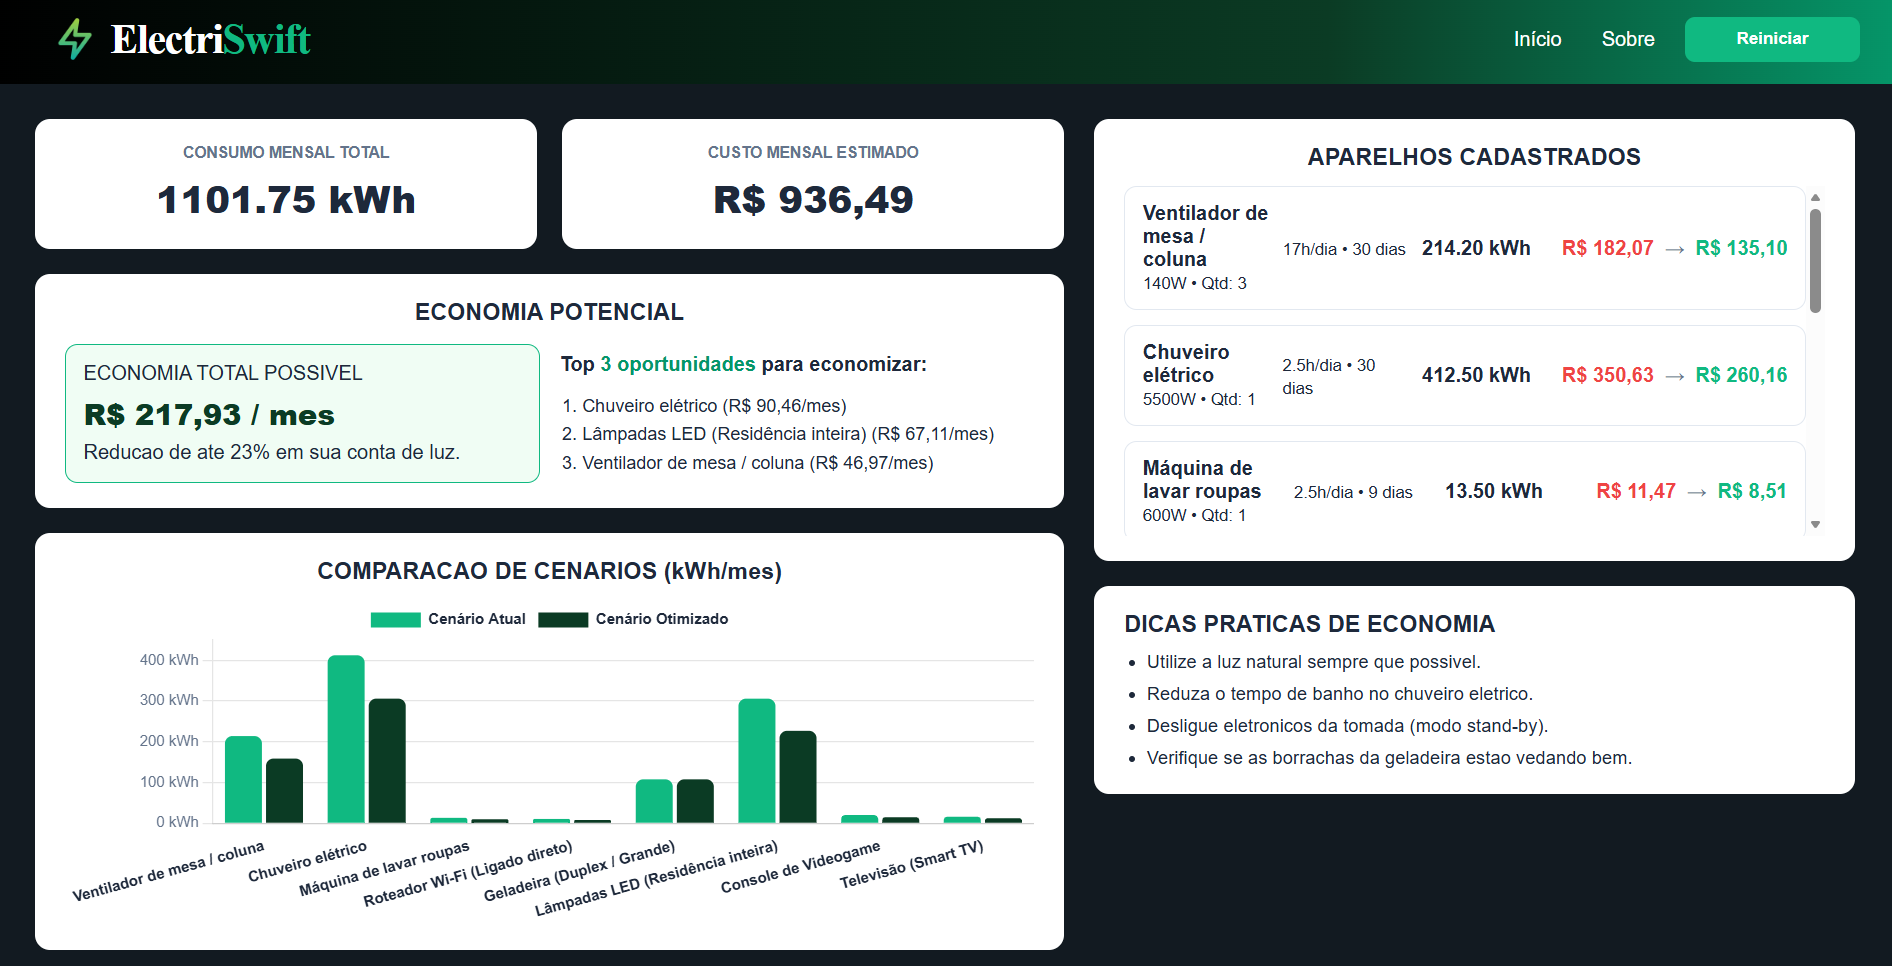 ElectriSwift
Início
Sobre
Reiniciar
CONSUMO MENSAL TOTAL
1101.75 kWh
CUSTO MENSAL ESTIMADO
R$ 936,49
ECONOMIA POTENCIAL
ECONOMIA TOTAL POSSIVEL
R$ 217,93 / mes
Reducao de ate 23% em sua conta de luz.
Top 3 oportunidades para economizar:
1. Chuveiro elétrico (R$ 90,46/mes)
2. Lâmpadas LED (Residência inteira) (R$ 67,11/mes)
3. Ventilador de mesa / coluna (R$ 46,97/mes)
COMPARACAO DE CENARIOS (kWh/mes)
Cenário Atual
Cenário Otimizado
400 kWh
300 kWh
200 kWh
100 kWh
0 kWh
Ventilador de mesa / coluna
Chuveiro elétrico
Máquina de lavar roupas
Roteador Wi-Fi (Ligado direto)
Geladeira (Duplex / Grande)
Lâmpadas LED (Residência inteira)
Console de Videogame
Televisão (Smart TV)
APARELHOS CADASTRADOS
Ventilador de
mesa /
coluna
140W • Qtd: 3
17h/dia • 30 dias
214.20 kWh
R$ 182,07 → R$ 135,10
Chuveiro
elétrico
5500W • Qtd: 1
2.5h/dia • 30
dias
412.50 kWh
R$ 350,63 → R$ 260,16
Máquina de
lavar roupas
600W • Qtd: 1
2.5h/dia • 9 dias
13.50 kWh
R$ 11,47 → R$ 8,51
DICAS PRATICAS DE ECONOMIA
• Utilize a luz natural sempre que possivel.
• Reduza o tempo de banho no chuveiro eletrico.
• Desligue eletronicos da tomada (modo stand-by).
• Verifique se as borrachas da geladeira estao vedando bem.